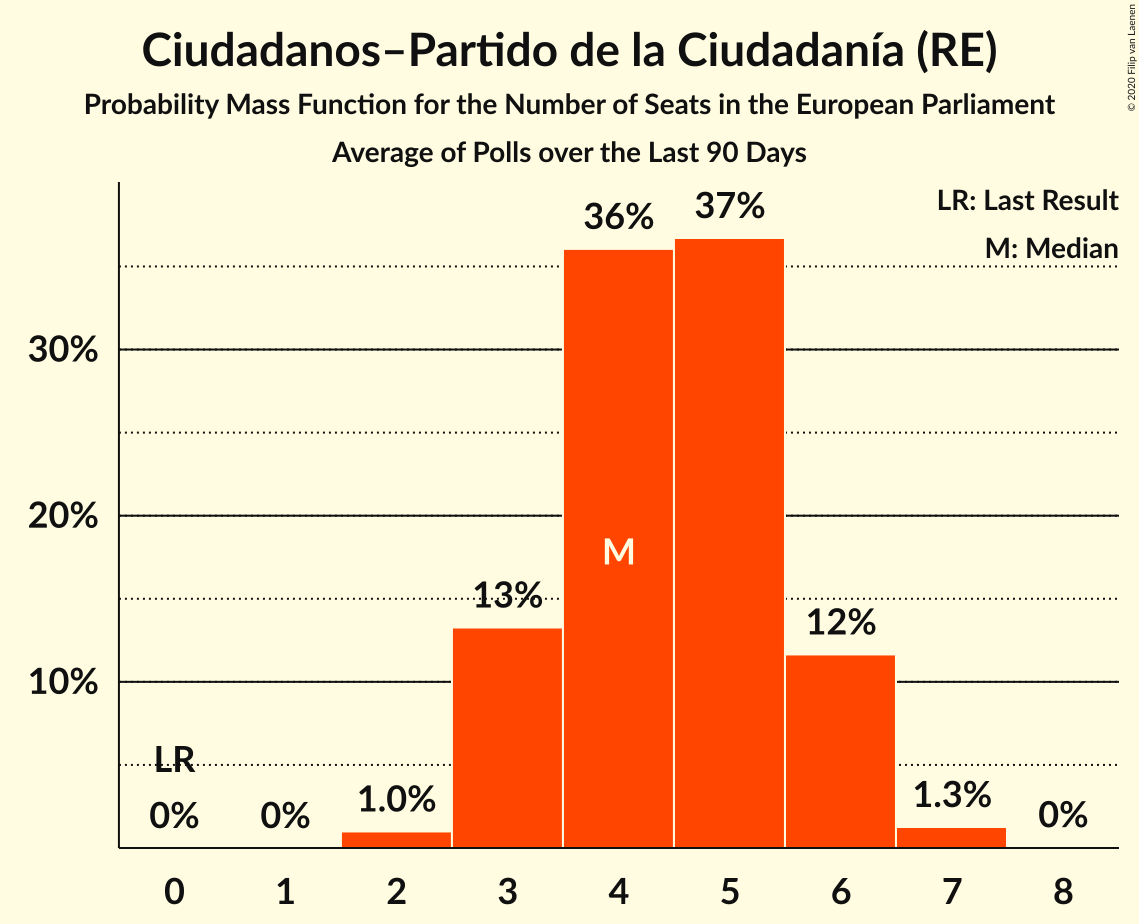 Ciudadanos–Partido de la Ciudadanía (RE)
Probability Mass Function for the Number of Seats in the European Parliament
Average of Polls over the Last 90 Days
© 2020 Filip van Laenen
LR: Last Result
M: Median
36%
37%
30%
20%
M
13%
12%
10%
LR
0%
0%
1.0%
1.3%
0%
0 1 2 3 4 5 6 7 8